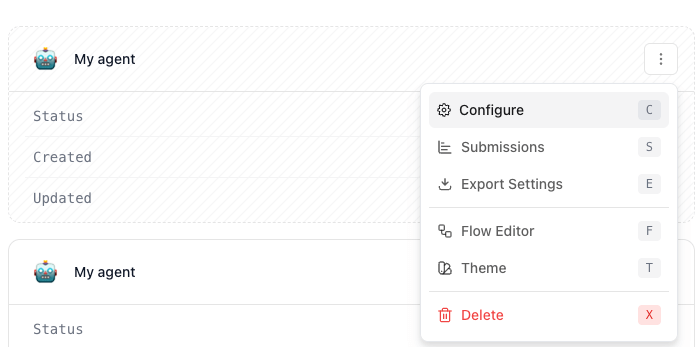 My agent
Configure C
Status
Submissions S
Created
Export Settings E
Updated
Flow Editor F
My agent
Theme T
Delete X
Status